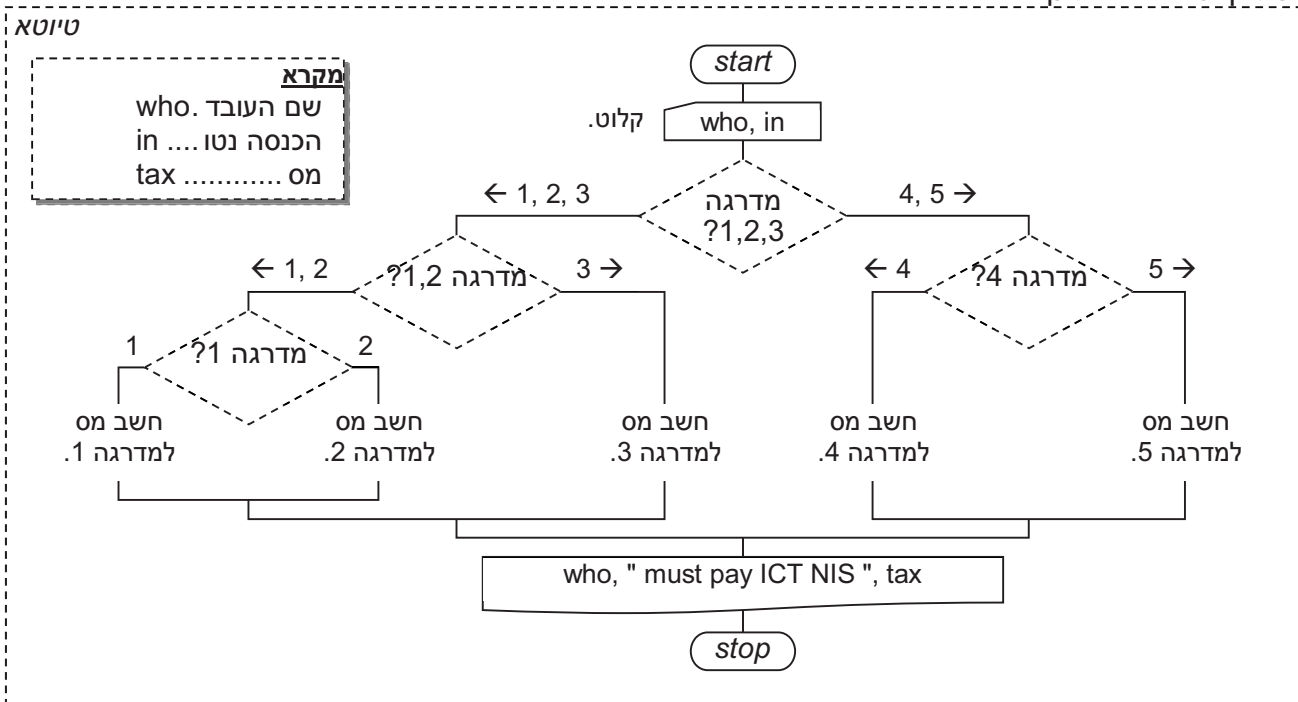 טיוטא
מקרא
שם העובד .who
הכנסה נטו .... in
מס ............ tax
start
קלוט.
who, in
מדרגה
1,2,3?
← 1, 2, 3
4, 5 →
מדרגה 1,2?
← 1, 2
3 →
מדרגה 4?
← 4
5 →
מדרגה 1?
1
2
חשב מס
למדרגה 1.
חשב מס
למדרגה 2.
חשב מס
למדרגה 3.
חשב מס
למדרגה 4.
חשב מס
למדרגה 5.
who, " must pay ICT NIS ", tax
stop